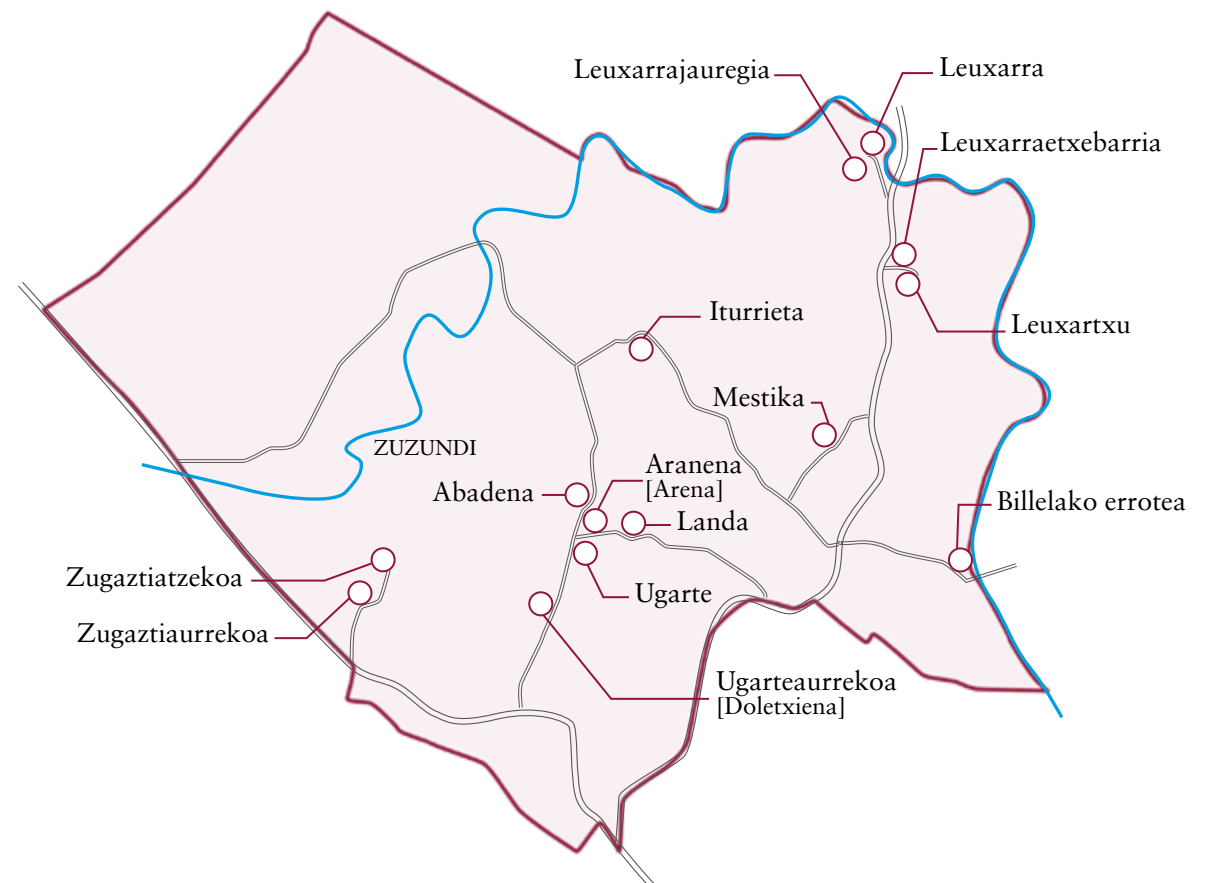 Leuxarrajauregia
Leuxarra
Leuxarraetxebarria
Iturrieta
Leuxartxu
Mestika
ZUZUNDI
Aranena
[Arena]
Abadena
Landa
Billelako errotea
Zugaztiatzekoa
Ugarte
Zugaztiaurrekoa
Ugarteaurrekoa
[Doletxiena]